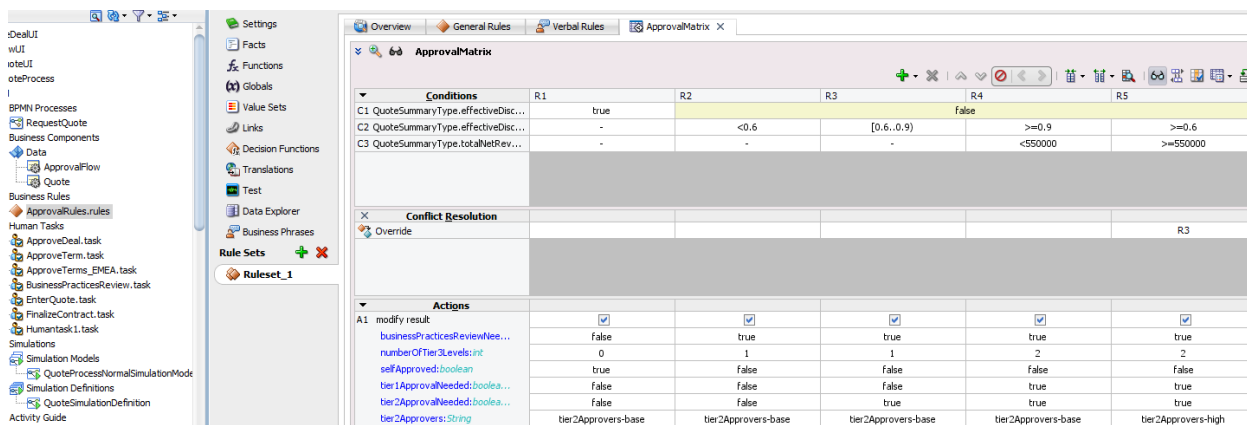 :DealUI
wUI
ioteUI
oteProcess
BPMN Processes
RequestQuote
Business Components
Data
ApprovalFlow
Quote
Business Rules
ApprovalRules.rules
Human Tasks
ApproveDeal.task
ApproveTerm.task
ApproveTerms_EMEA.task
BusinessPracticesReview.task
EnterQuote.task
FinalizeContract.task
Humantask1.task
Simulations
Simulation Models
QuoteProcessNormalSimulationMode
Simulation Definitions
QuoteSimulationDefinition
Activity Guide
Settings
Facts
fx Functions
(x) Globals
Value Sets
Links
Decision Functions
Translations
Test
Data Explorer
Business Phrases
Rule Sets
Ruleset_1
Overview General Rules Verbal Rules ApprovalMatrix
ApprovalMatrix
Conditions R1 R2 R3 R4 R5
C1 QuoteSummaryType.effectiveDisc... true false
C2 QuoteSummaryType.effectiveDisc... - <0.6 [0.6..0.9) >=0.9 >=0.6
C3 QuoteSummaryType.totalNetRev... - - - <550000 >=550000
Conflict Resolution
Override R3
Actions
A1 modify result
businessPracticesReviewNee... false true true true true
numberOfTier3Levels:int 0 1 1 2 2
selfApproved:boolean true false false false false
tier1ApprovalNeeded:boolea... false false false true true
tier2ApprovalNeeded:boolea... false false true true true
tier2Approvers:String tier2Approvers-base tier2Approvers-base tier2Approvers-base tier2Approvers-base tier2Approvers-high